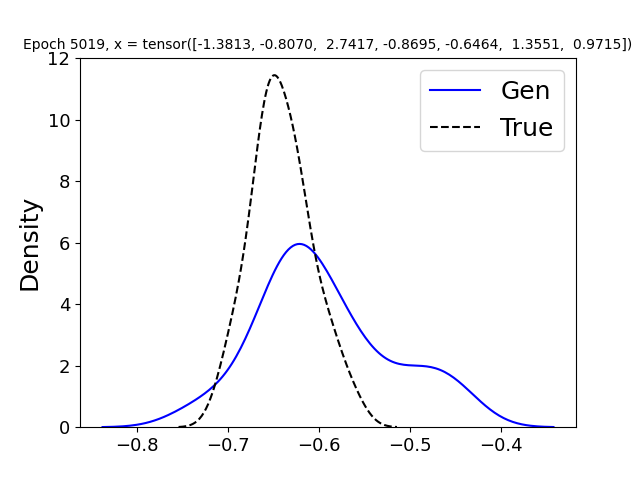 Epoch 5019, x = tensor([-1.3813, -0.8070,  2.7417, -0.8695, -0.6464,  1.3551,  0.9715])
12
10
8
6
4
2
0
Density
Gen
True
−0.8 −0.7 −0.6 −0.5 −0.4